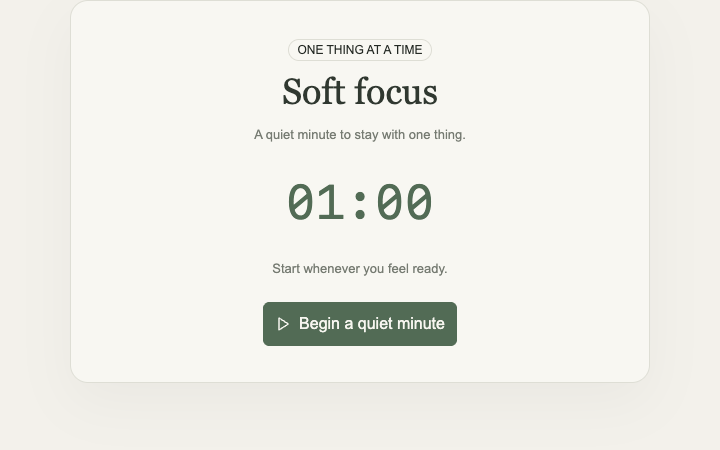 ONE THING AT A TIME
Soft focus
A quiet minute to stay with one thing.
01:00
Start whenever you feel ready.
Begin a quiet minute